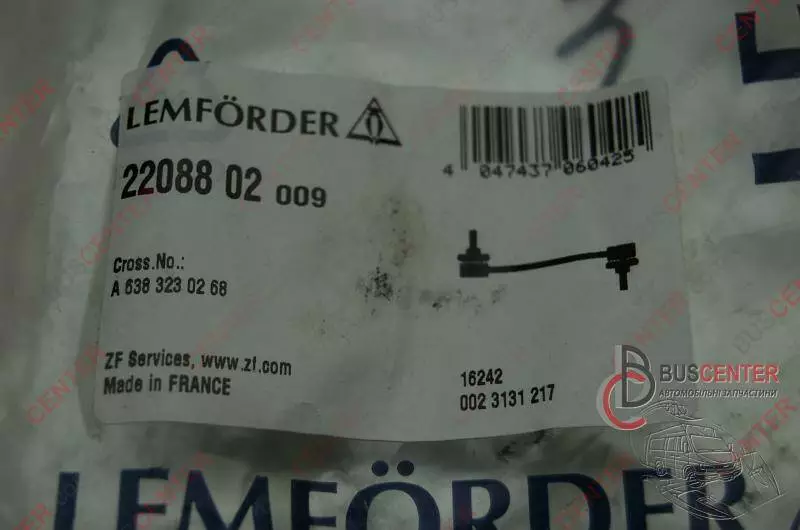 LEMFÖRDER
4 047437 060425
22088 02 009
Cross.No.:
A 638 323 02 68
ZF Services, www.zf.com
Made in FRANCE
16242
002 3131 217
BUSCENTER
АВТОМОБІЛЬНІ ЗАПЧАСТИНИ
LEMFÖRDER